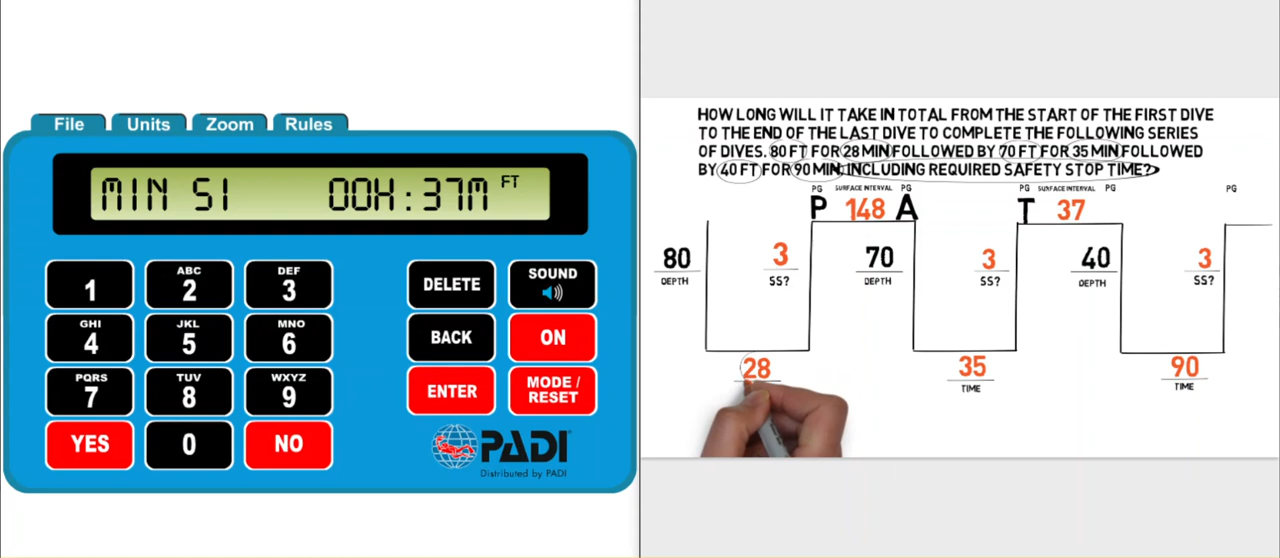 File Units Zoom Rules
MIN SI 00H:37M FT
1 ABC 2 DEF 3
GHI 4 JKL 5 MNO 6
PQRS 7 TUV 8 WXYZ 9
YES 0 NO
DELETE SOUND
BACK ON
ENTER MODE / RESET
PADI
Distributed by PADI
HOW LONG WILL IT TAKE IN TOTAL FROM THE START OF THE FIRST DIVE
TO THE END OF THE LAST DIVE TO COMPLETE THE FOLLOWING SERIES
OF DIVES. 80 FT FOR 28 MIN FOLLOWED BY 70 FT FOR 35 MIN FOLLOWED
BY 40 FT FOR 90 MIN, INCLUDING REQUIRED SAFETY STOP TIME?
PG SURFACE INTERVAL PG PG SURFACE INTERVAL PG PG
P 148 A T 37
80 3 70 3 40 3
DEPTH SS? DEPTH SS? DEPTH SS?
28 35 90
TIME TIME